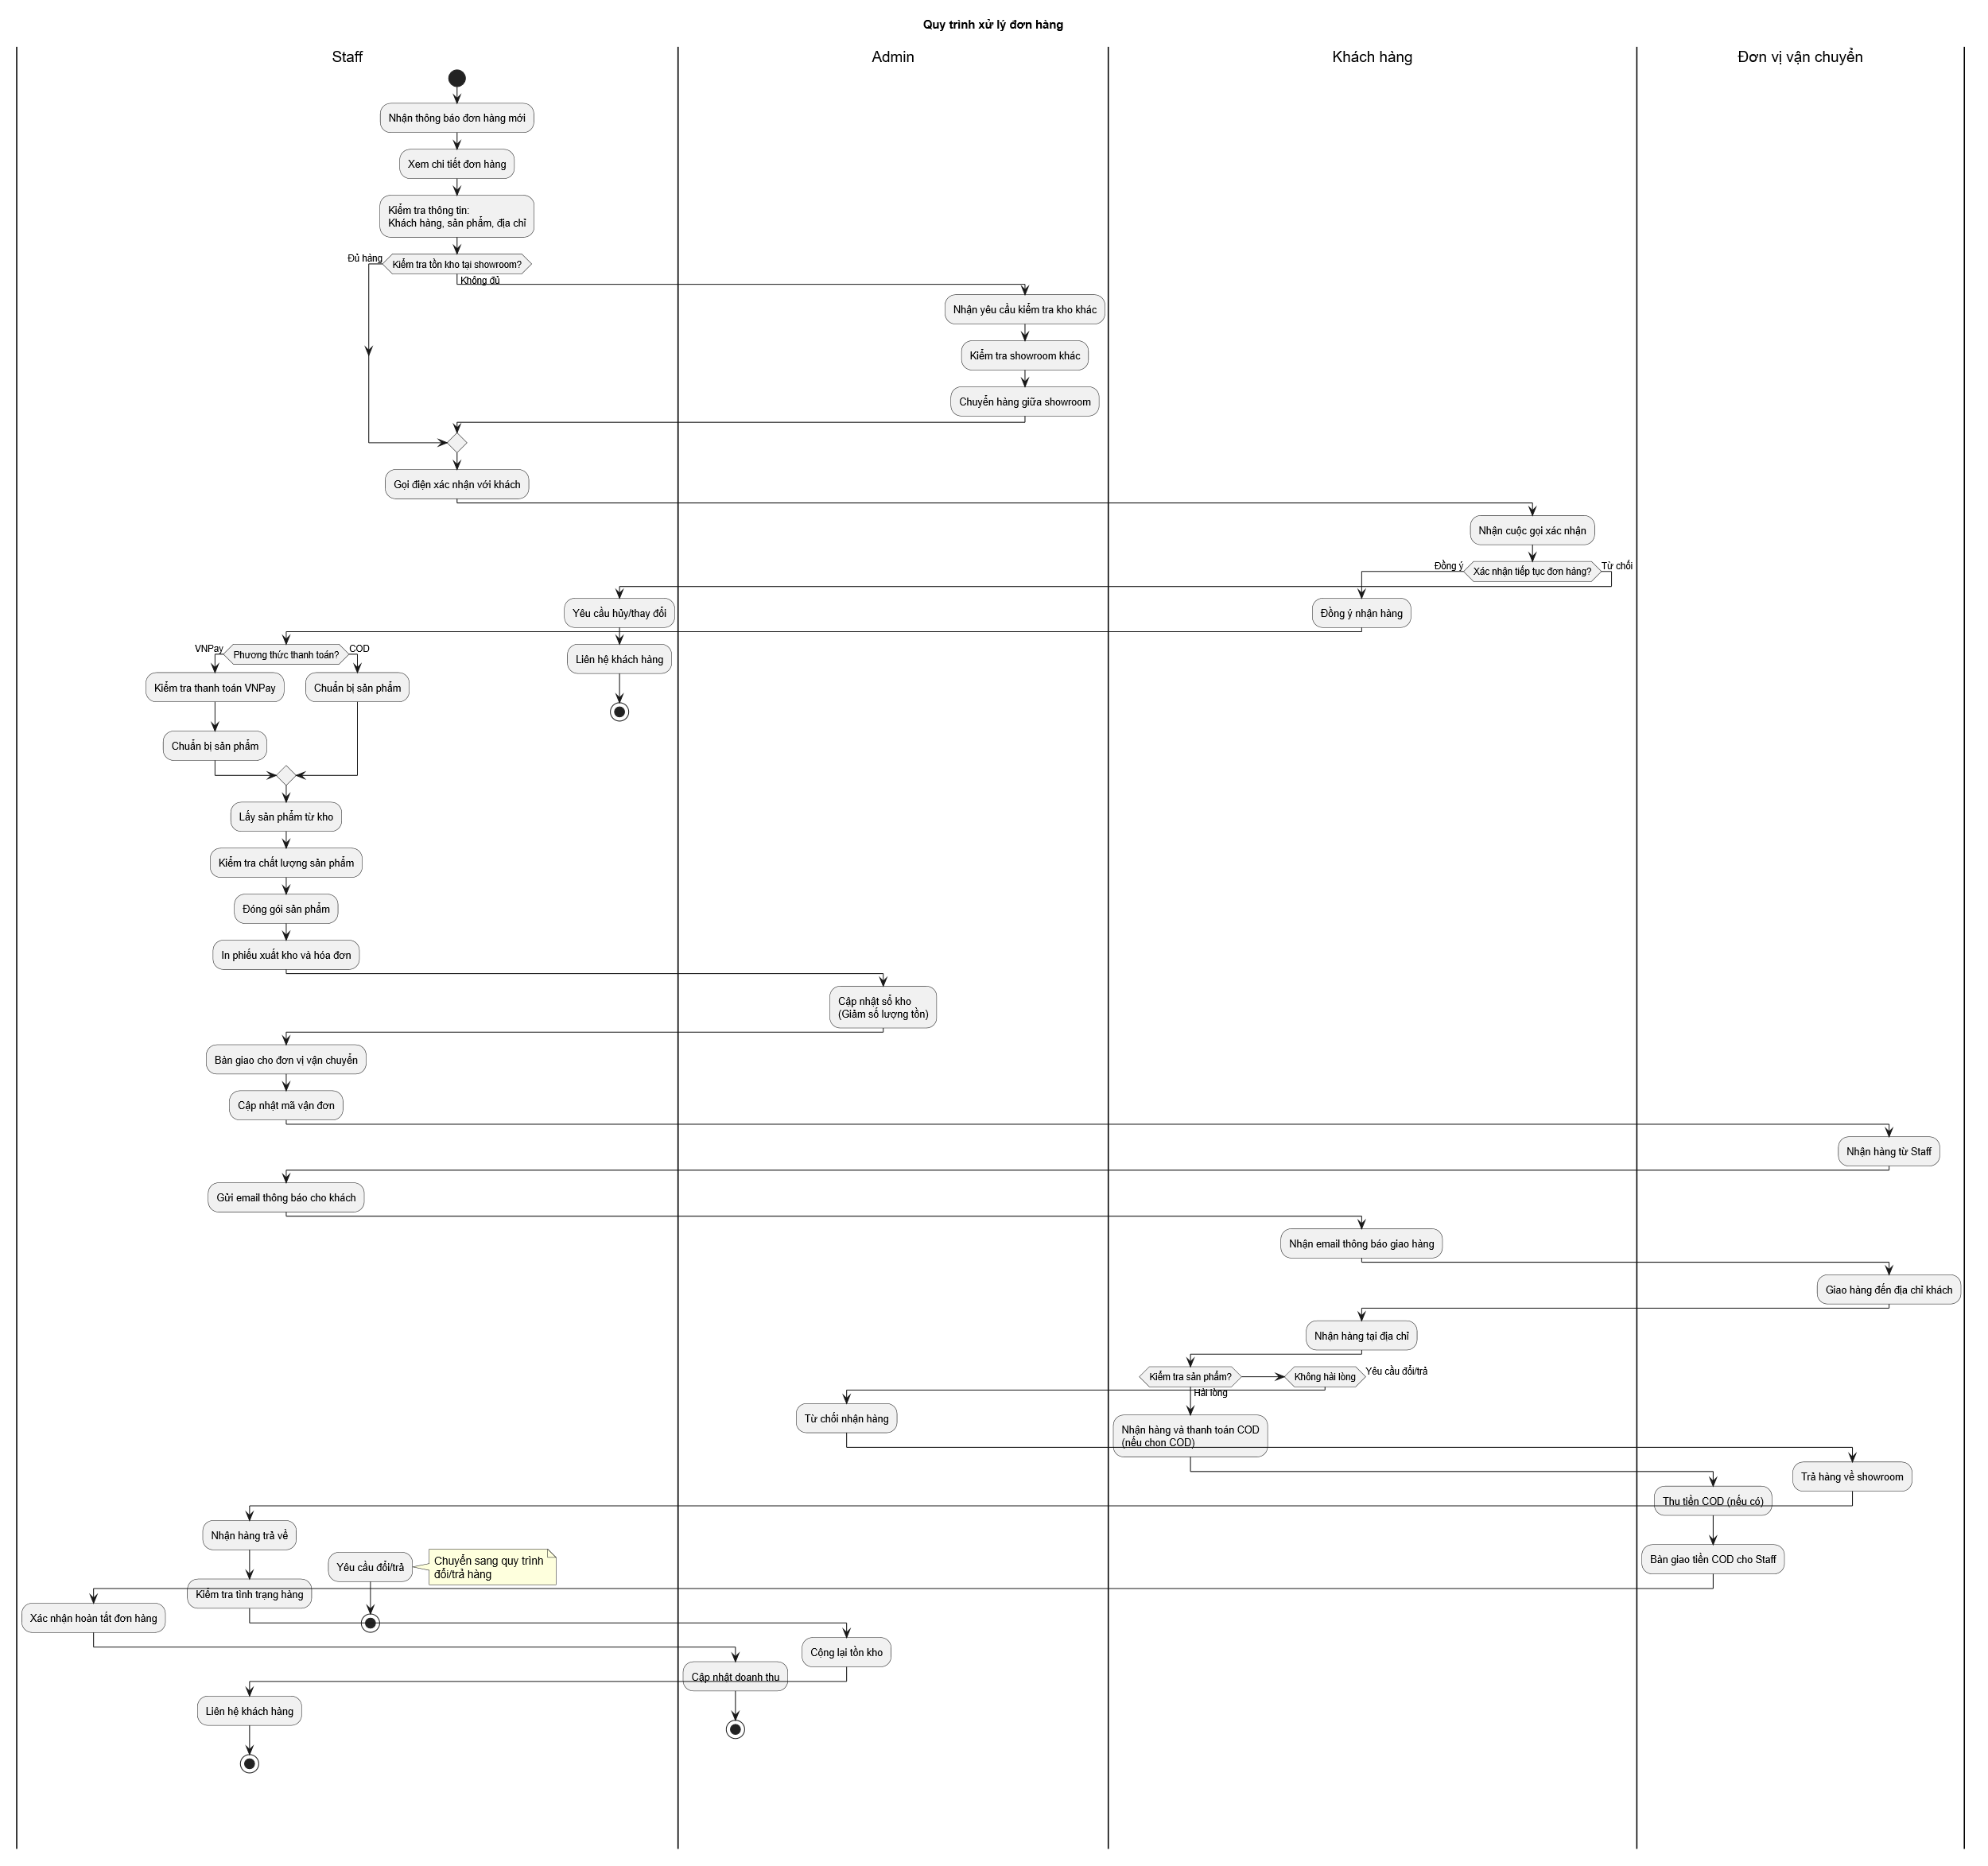 Quy trình xử lý đơn hàng
Staff
Admin
Khách hàng
Đơn vị vận chuyển
Nhận thông báo đơn hàng mới
Xem chi tiết đơn hàng
Kiểm tra thông tin:
Khách hàng, sản phẩm, địa chỉ
Đủ hàng
Kiểm tra tồn kho tại showroom?
Không đủ
Nhận yêu cầu kiểm tra kho khác
Kiểm tra showroom khác
Chuyển hàng giữa showroom
Gọi điện xác nhận với khách
Nhận cuộc gọi xác nhận
Đồng ý
Xác nhận tiếp tục đơn hàng?
Từ chối
Yêu cầu hủy/thay đổi
Đồng ý nhận hàng
VNPay
Phương thức thanh toán?
COD
Liên hệ khách hàng
Kiểm tra thanh toán VNPay
Chuẩn bị sản phẩm
Chuẩn bị sản phẩm
Lấy sản phẩm từ kho
Kiểm tra chất lượng sản phẩm
Đóng gói sản phẩm
In phiếu xuất kho và hóa đơn
Cập nhật sổ kho
(Giảm số lượng tồn)
Bàn giao cho đơn vị vận chuyển
Cập nhật mã vận đơn
Nhận hàng từ Staff
Gửi email thông báo cho khách
Nhận email thông báo giao hàng
Giao hàng đến địa chỉ khách
Nhận hàng tại địa chỉ
Kiểm tra sản phẩm?
Không hài lòng
Yêu cầu đổi/trả
Hài lòng
Từ chối nhận hàng
Nhận hàng và thanh toán COD
(nếu chọn COD)
Trả hàng về showroom
Thu tiền COD (nếu có)
Nhận hàng trả về
Yêu cầu đổi/trả
Chuyển sang quy trình
đổi/trả hàng
Bàn giao tiền COD cho Staff
Kiểm tra tình trạng hàng
Xác nhận hoàn tất đơn hàng
Cộng lại tồn kho
Cập nhật doanh thu
Liên hệ khách hàng